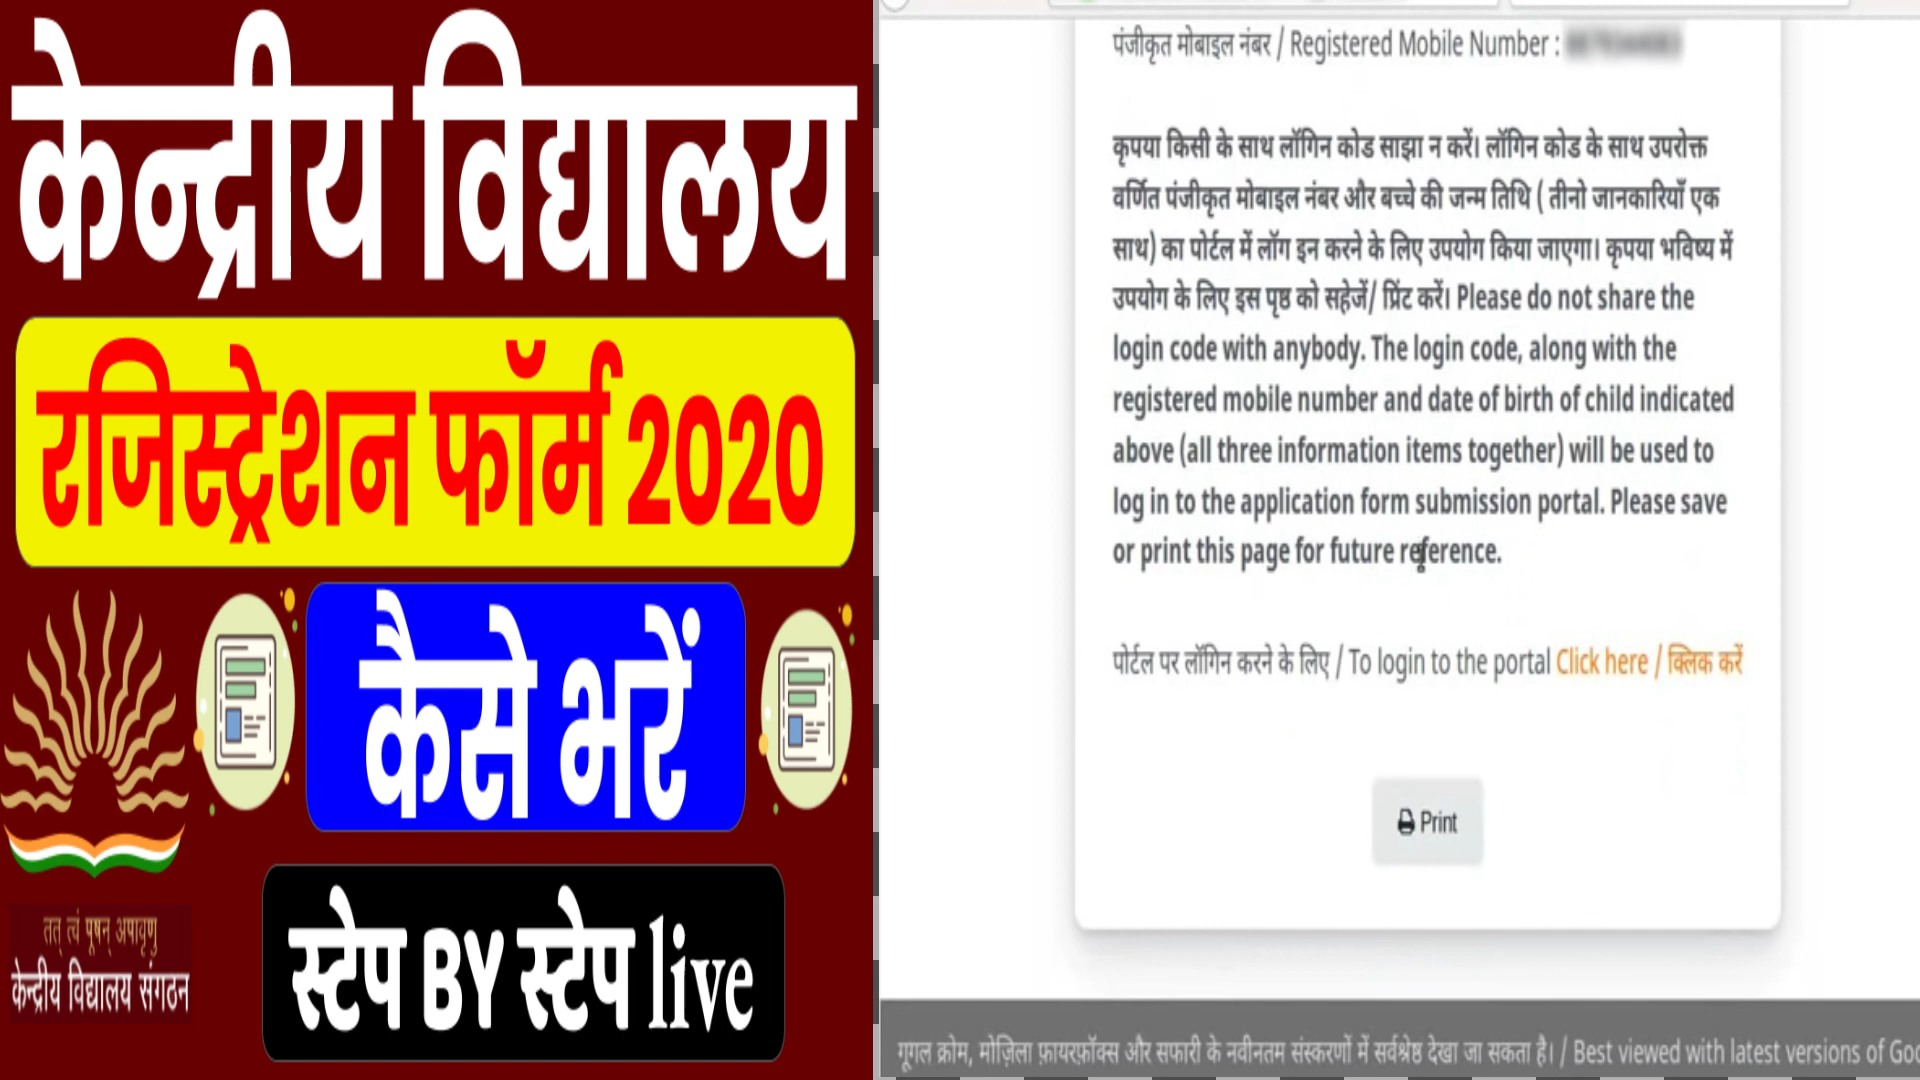 केन्द्रीय विद्यालय
रजिस्ट्रेशन फॉर्म 2020
कैसे भरें
स्टेप BY स्टेप live
तत् त्वं पूषन् अपावृणु
केन्द्रीय विद्यालय संगठन
पंजीकृत मोबाइल नंबर / Registered Mobile Number :
कृपया किसी के साथ लॉगिन कोड साझा न करें। लॉगिन कोड के साथ उपरोक्त
वर्णित पंजीकृत मोबाइल नंबर और बच्चे की जन्म तिथि ( तीनो जानकारियाँ एक
साथ) का पोर्टल में लॉग इन करने के लिए उपयोग किया जाएगा। कृपया भविष्य में
उपयोग के लिए इस पृष्ठ को सहेजें/ प्रिंट करें। Please do not share the
login code with anybody. The login code, along with the
registered mobile number and date of birth of child indicated
above (all three information items together) will be used to
log in to the application form submission portal. Please save
or print this page for future reference.
पोर्टल पर लॉगिन करने के लिए / To login to the portal Click here / क्लिक करें
Print
गूगल क्रोम, मोज़िला फ़ायरफ़ॉक्स और सफारी के नवीनतम संस्करणों में सर्वश्रेष्ठ देखा जा सकता है। / Best viewed with latest versions of Goo